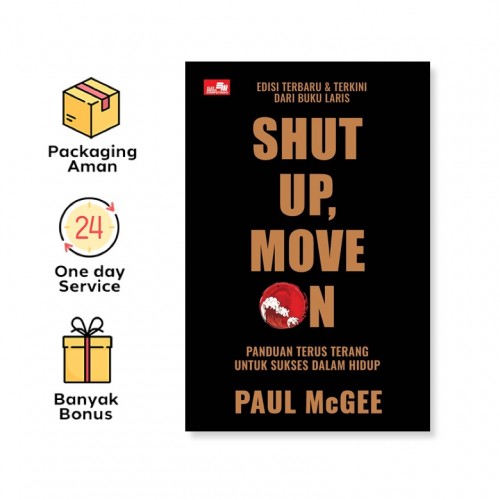 Packaging
Aman
24
One day
Service
Banyak
Bonus
EDISI TERBARU & TERKINI
DARI BUKU LARIS
SHUT
UP,
MOVE
ON
PANDUAN TERUS TERANG
UNTUK SUKSES DALAM HIDUP
PAUL McGEE